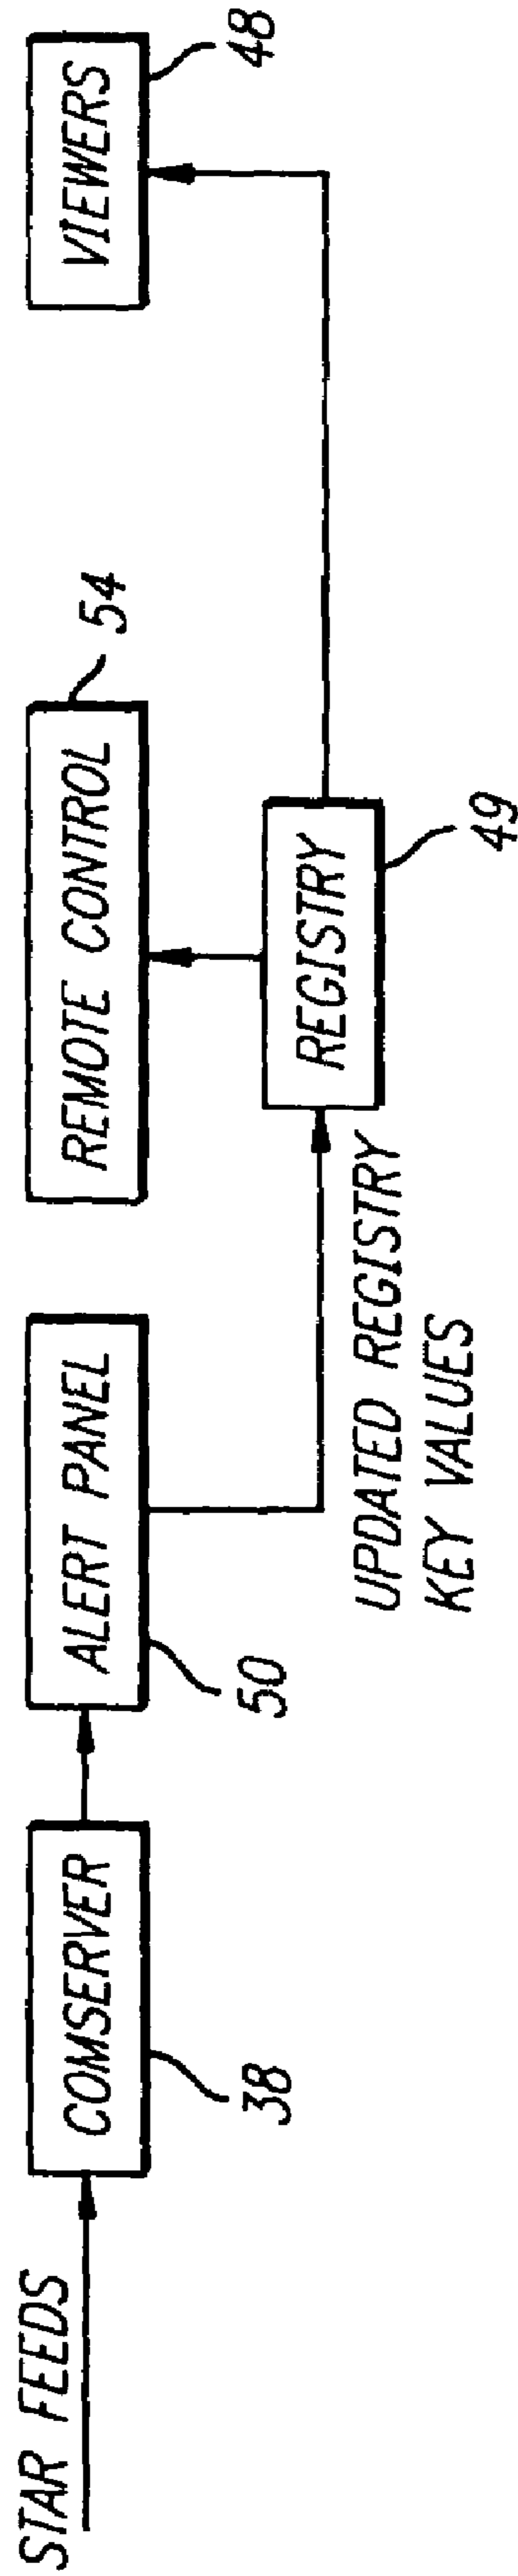 STAR FEEDS
COMSERVER
38
ALERT PANEL
50
UPDATED REGISTRY
KEY VALUES
REMOTE CONTROL
54
REGISTRY
49
VIEWERS
48